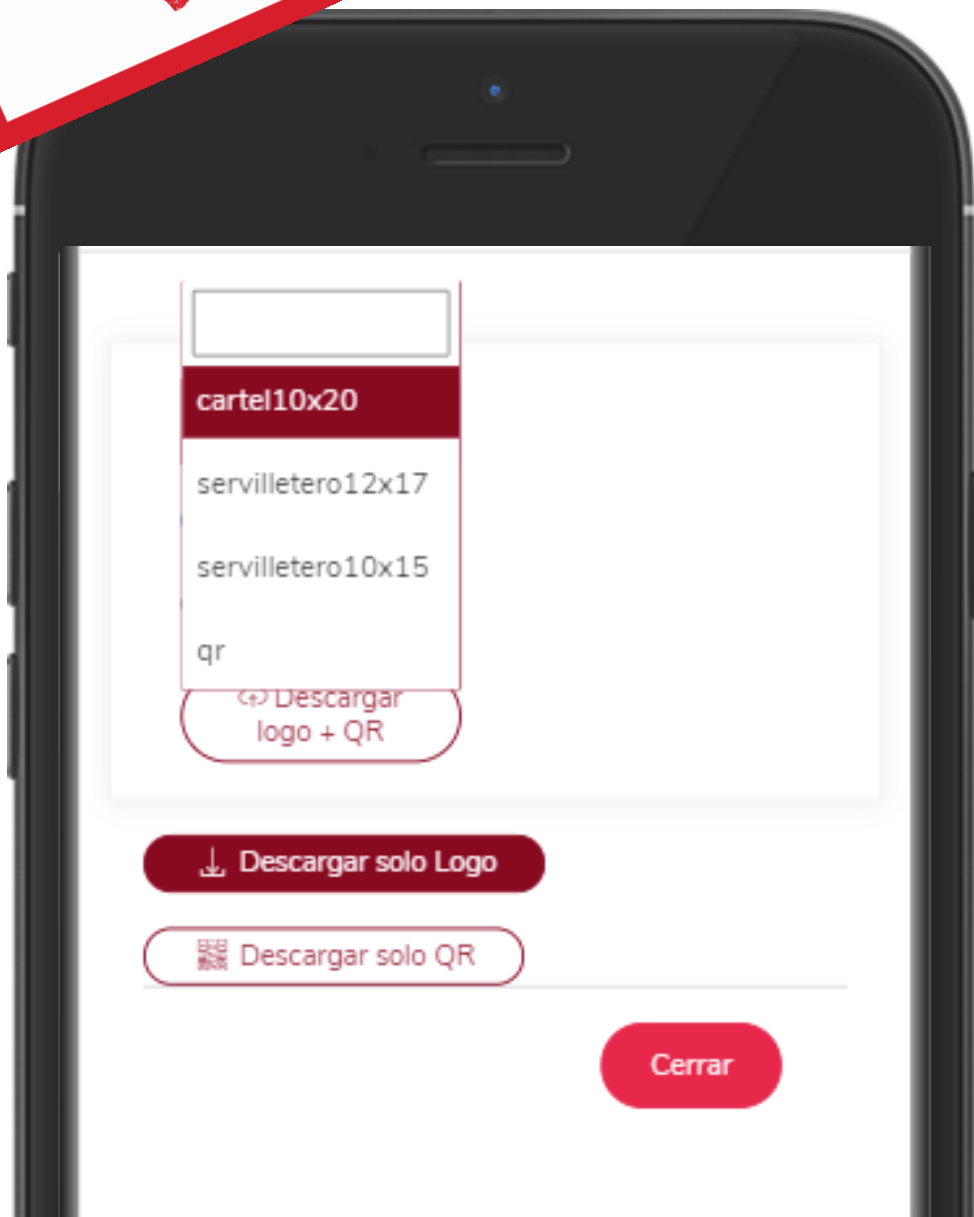 cartel10x20
servilletero12x17
servilletero10x15
qr
Descargar
logo + QR
Descargar solo Logo
Descargar solo QR
Cerrar